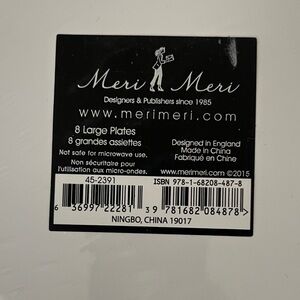 Meri Meri
Designers & Publishers since 1985
www.merimeri.com
8 Large Plates
8 grandes assiettes
Not safe for microwave use.
Non sécuritaire pour
l'utilisation aux micro-ondes.
Designed in England
Made in China
Fabriqué en Chine
www.merimeri.com ©2015
45-2391
ISBN 978-1-68208-487-8
6 36997 22281 3
9 781682 084878 >
NINGBO, CHINA 19017